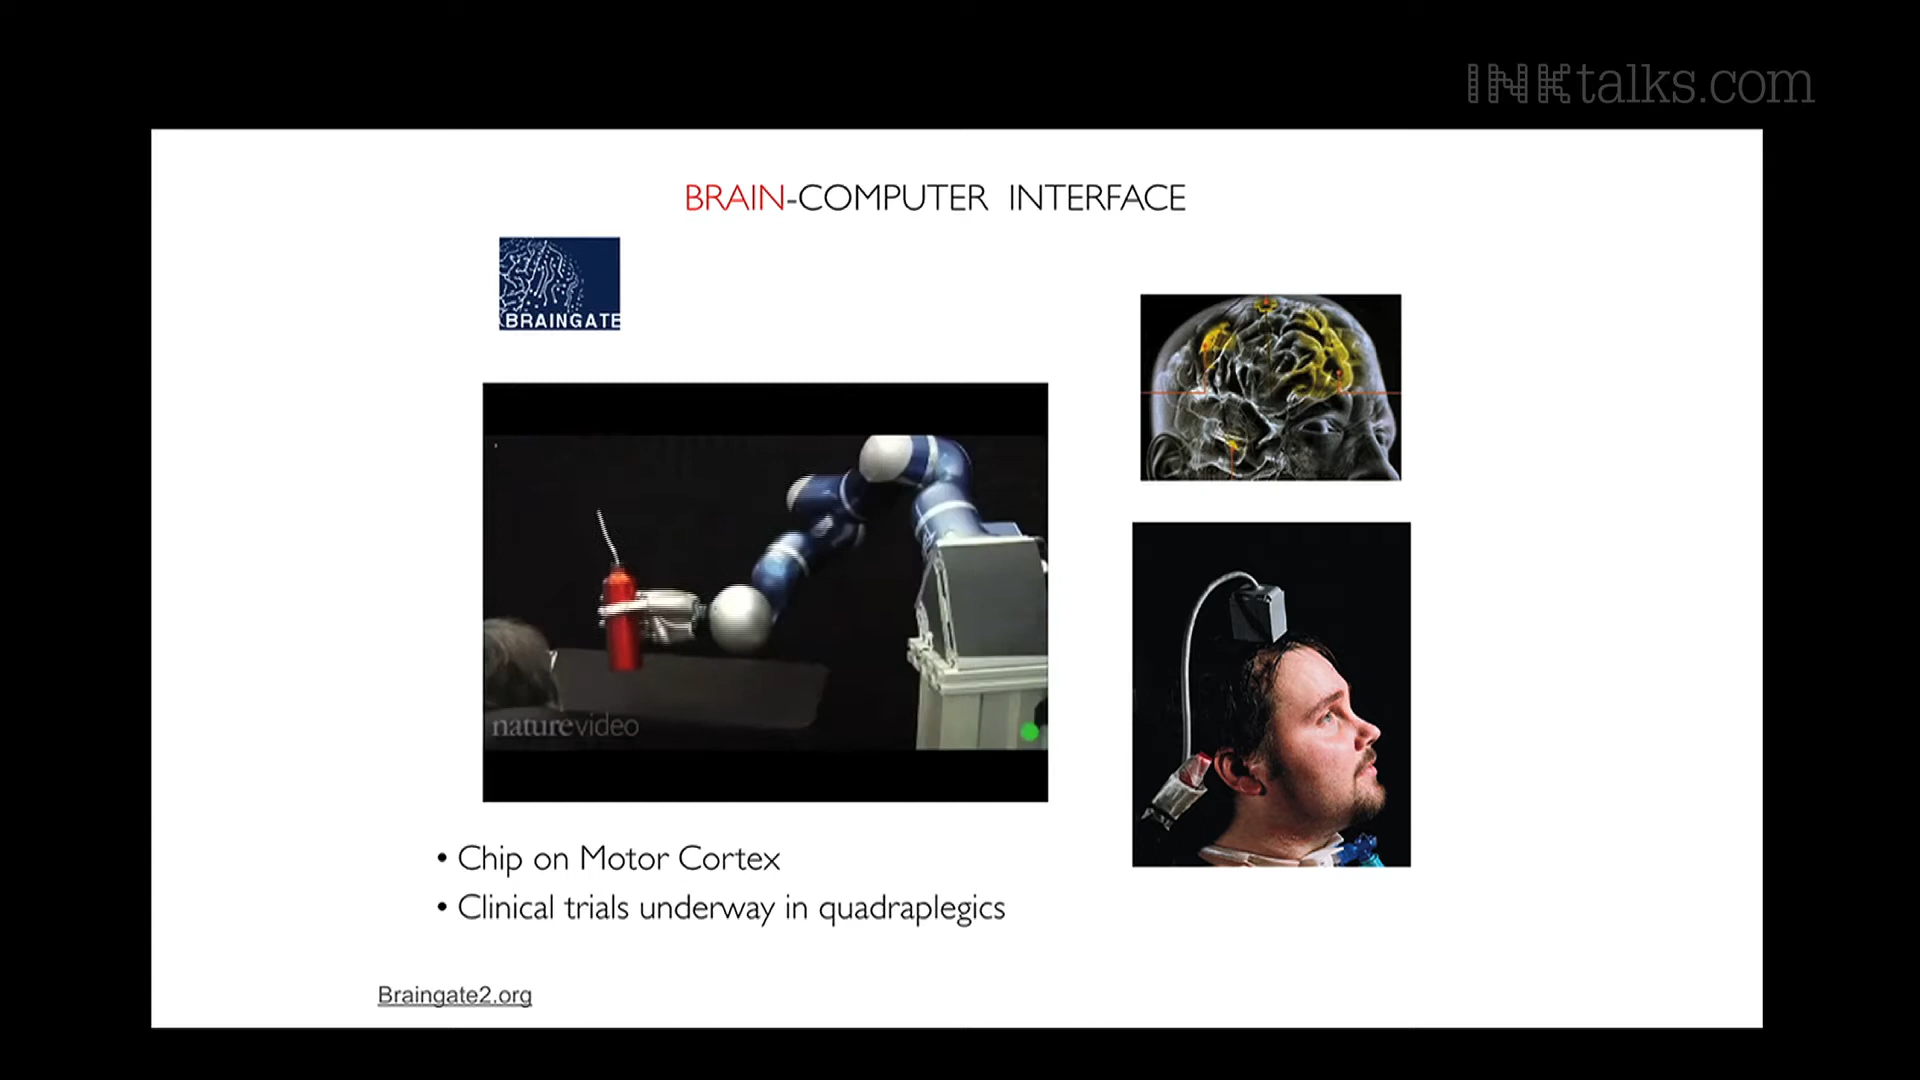 INKtalks.com
BRAIN-COMPUTER INTERFACE
BRAINGATE
naturevideo
• Chip on Motor Cortex
• Clinical trials underway in quadraplegics
Braingate2.org